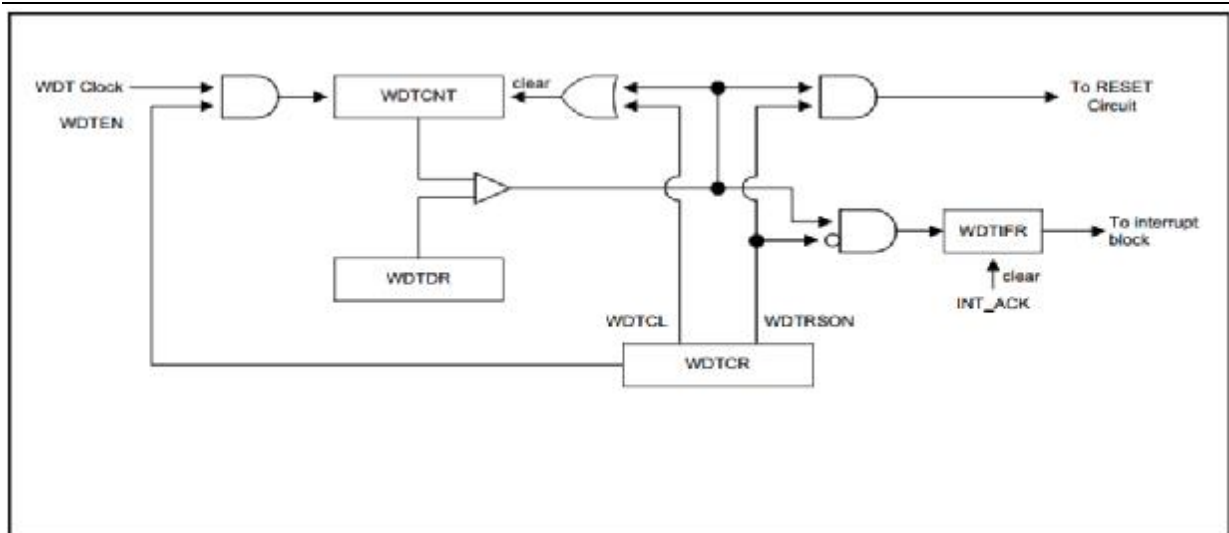 WDT Clock
WDTEN
WDTCNT
clear
To RESET
Circuit
WDTDR
WDTIFR
To interrupt
block
clear
INT_ACK
WDTCL
WDTRSON
WDTCR